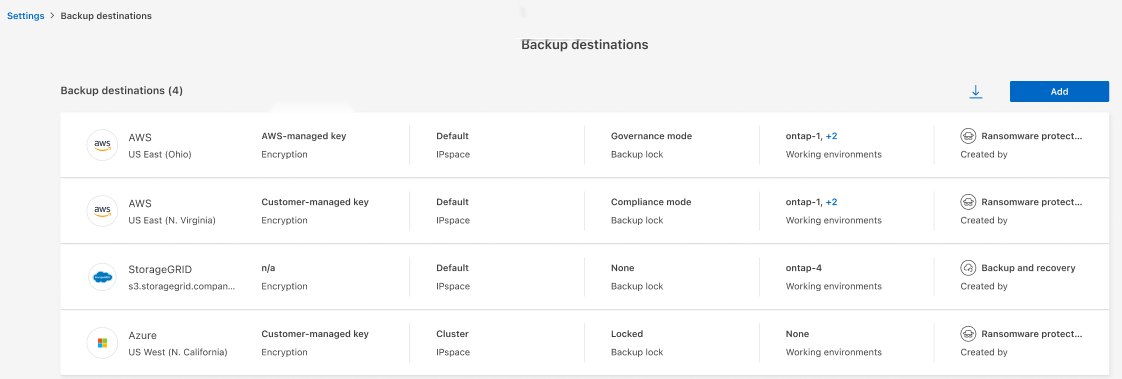 Settings > Backup destinations
Backup destinations
Backup destinations (4)
Add
aws
AWS
US East (Ohio)
AWS-managed key
Encryption
Default
IPspace
Governance mode
Backup lock
ontap-1, +2
Working environments
Ransomware protect...
Created by
aws
AWS
US East (N. Virginia)
Customer-managed key
Encryption
Default
IPspace
Compliance mode
Backup lock
ontap-1, +2
Working environments
Ransomware protect...
Created by
StorageGRID
s3.storagegrid.compan...
n/a
Encryption
Default
IPspace
None
Backup lock
ontap-4
Working environments
Backup and recovery
Created by
Azure
US West (N. California)
Customer-managed key
Encryption
Cluster
IPspace
Locked
Backup lock
None
Working environments
Ransomware protect...
Created by